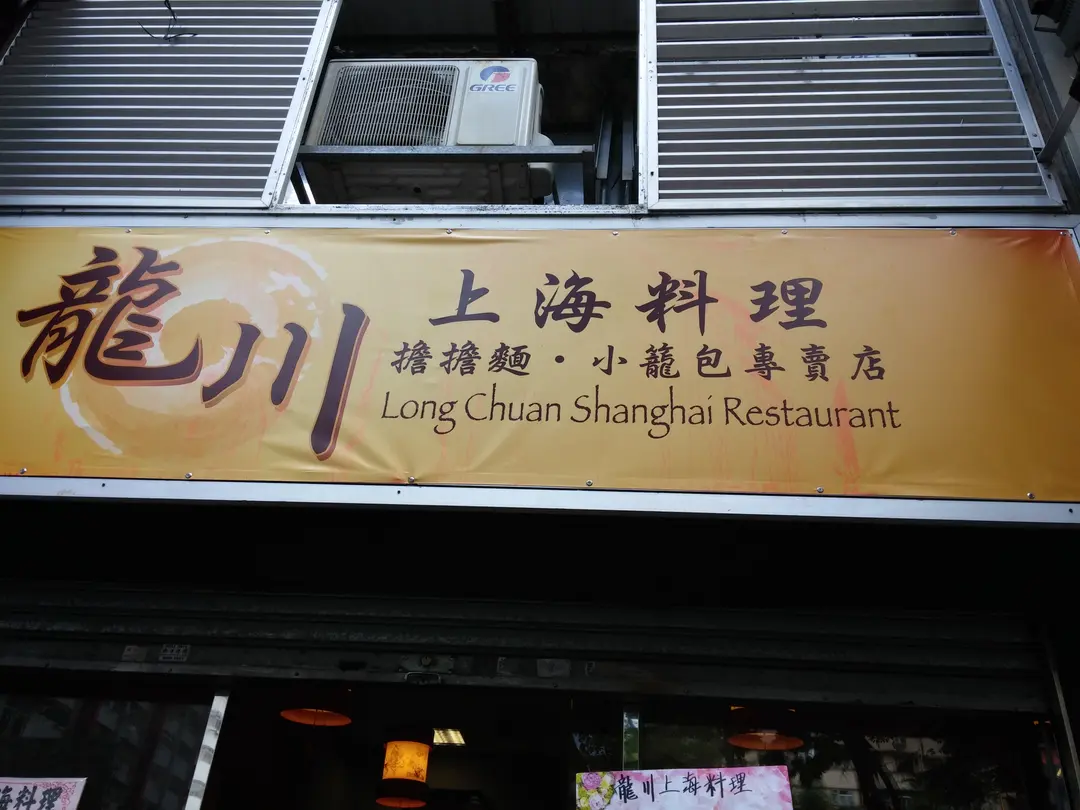 GREE
龍川
上海料理
擔擔麵・小籠包專賣店
Long Chuan Shanghai Restaurant
海料理
龍川上海料理